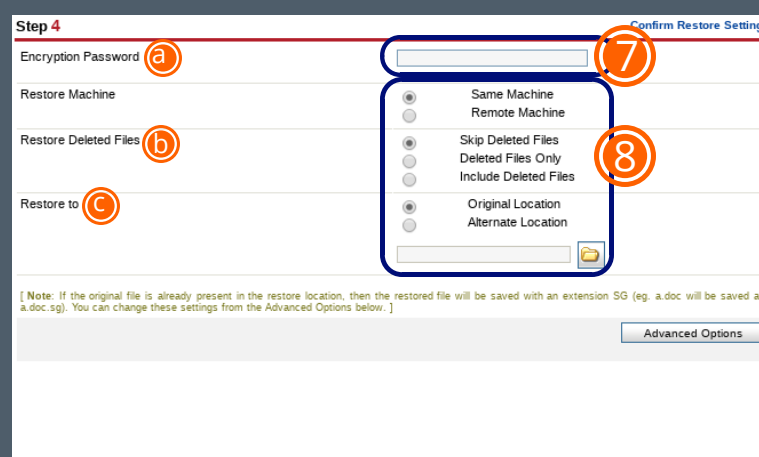 Step 4
Confirm Restore Setting
Encryption Password a
7
Restore Machine
Same Machine
Remote Machine
Restore Deleted Files b
Skip Deleted Files
Deleted Files Only
Include Deleted Files
8
Restore to C
Original Location
Alternate Location
[ Note: If the original file is already present in the restore location, then the restored file will be saved with an extension SG (eg. a.doc will be saved a
a.doc.sg). You can change these settings from the Advanced Options below. ]
Advanced Options